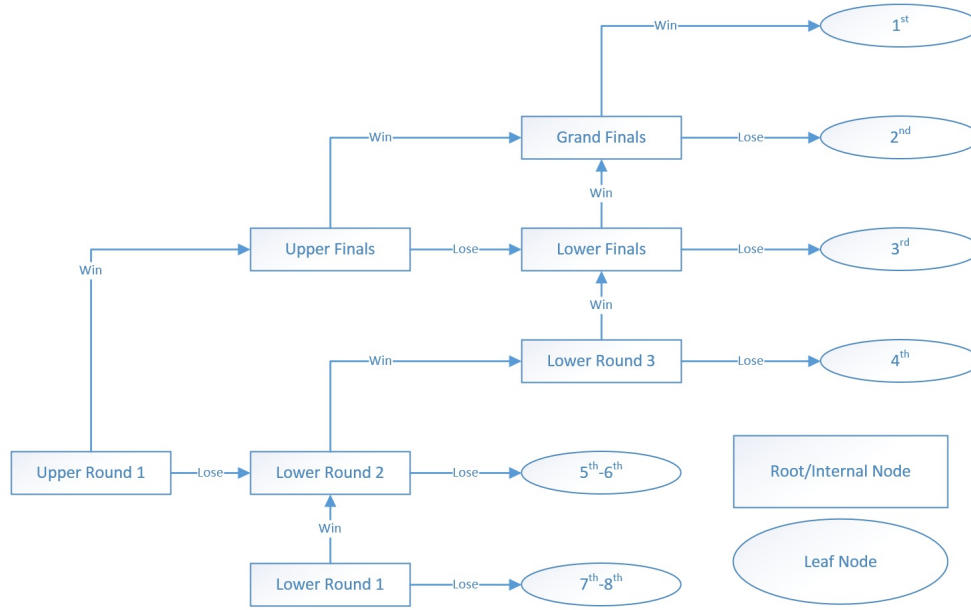 Win
1st
Win
Grand Finals
Lose
2nd
Win
Win
Upper Finals
Lose
Lower Finals
Lose
3rd
Win
Win
Lower Round 3
Lose
4th
Upper Round 1
Lose
Lower Round 2
Lose
5th-6th
Root/Internal Node
Win
Lower Round 1
Lose
7th-8th
Leaf Node